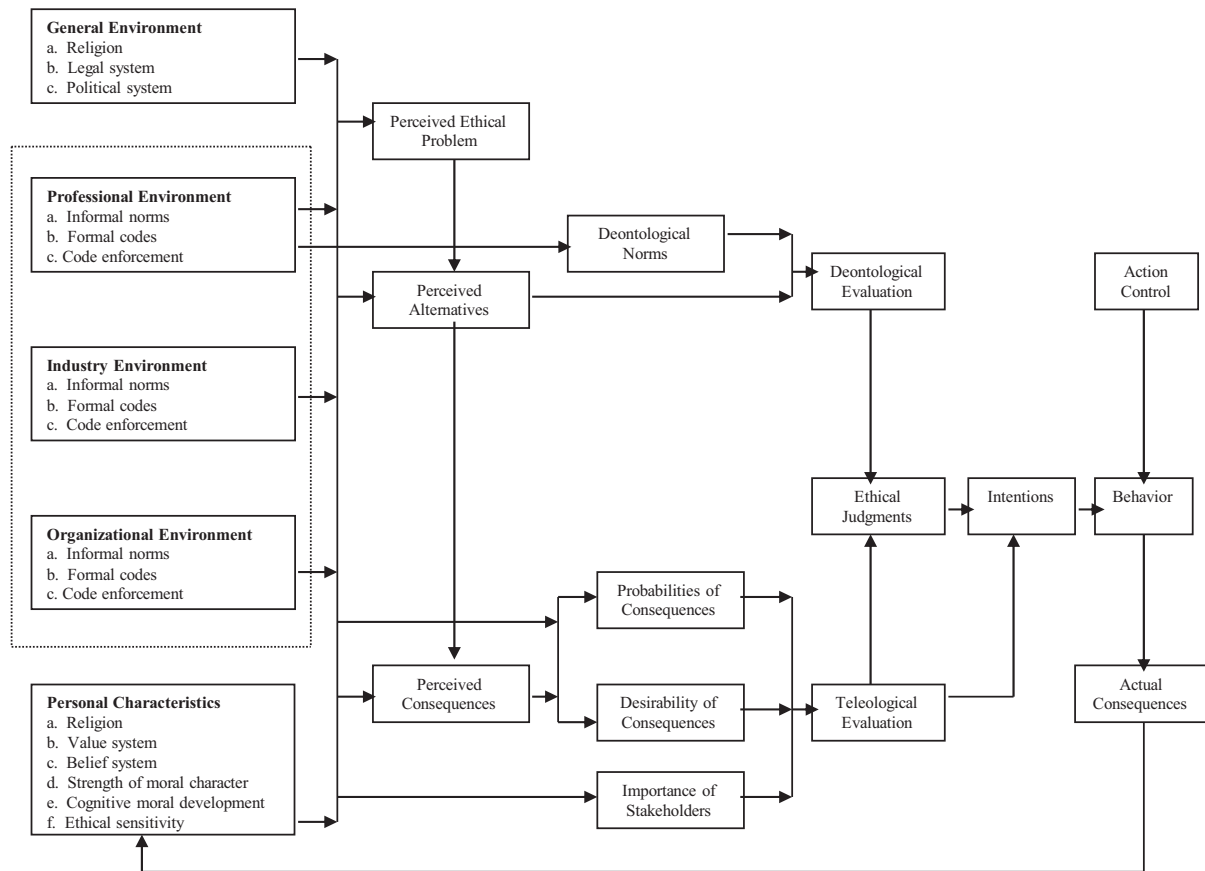 General Environment
a. Religion
b. Legal system
c. Political system
Perceived Ethical
Problem
Professional Environment
a. Informal norms
b. Formal codes
c. Code enforcement
Deontological
Norms
Perceived
Alternatives
Deontological
Evaluation
Action
Control
Industry Environment
a. Informal norms
b. Formal codes
c. Code enforcement
Ethical
Judgments
Intentions
Behavior
Organizational Environment
a. Informal norms
b. Formal codes
c. Code enforcement
Probabilities of
Consequences
Perceived
Consequences
Desirability of
Consequences
Teleological
Evaluation
Actual
Consequences
Personal Characteristics
a. Religion
b. Value system
c. Belief system
d. Strength of moral character
e. Cognitive moral development
f. Ethical sensitivity
Importance of
Stakeholders